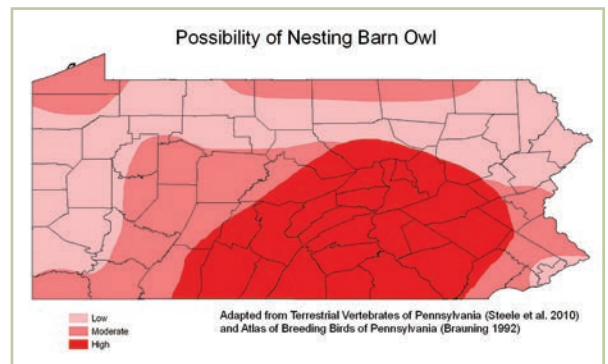 Possibility of Nesting Barn Owl
Low
Moderate
High
Adapted from Terrestrial Vertebrates of Pennsylvania (Steele et al. 2010)
and Atlas of Breeding Birds of Pennsylvania (Brauning 1992)